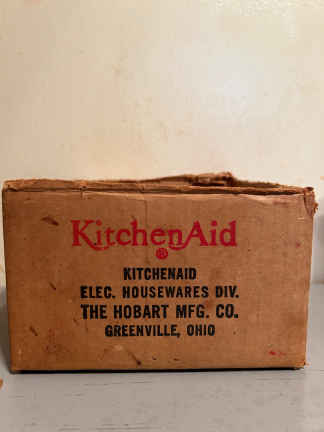 KitchenAid
KITCHENAID
ELEC. HOUSEWARES DIV.
THE HOBART MFG. CO.
GREENVILLE, OHIO